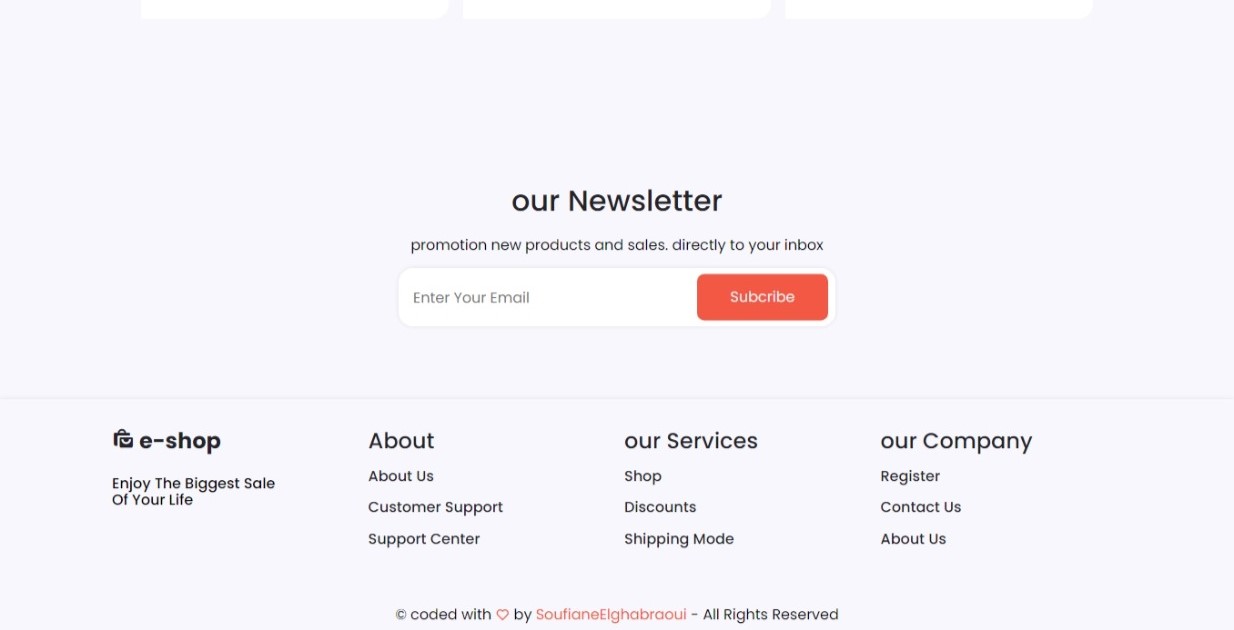 our Newsletter
promotion new products and sales. directly to your inbox
Enter Your Email
Subcribe
e-shop
Enjoy The Biggest Sale
Of Your Life
About
About Us
Customer Support
Support Center
our Services
Shop
Discounts
Shipping Mode
our Company
Register
Contact Us
About Us
© coded with ♡ by SoufianeElghabraoui - All Rights Reserved